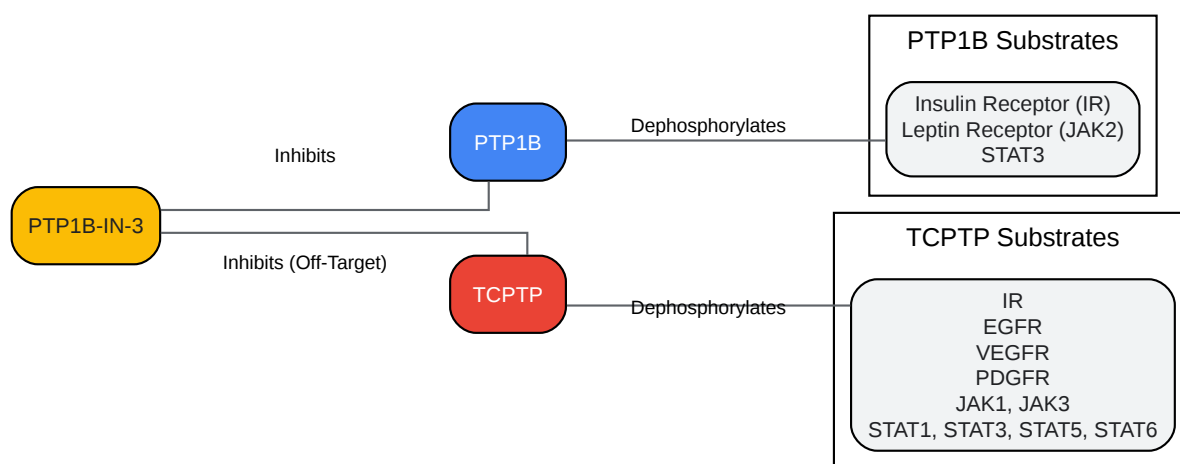 PTP1B Substrates
Insulin Receptor (IR)
Leptin Receptor (JAK2)
STAT3
Dephosphorylates
PTP1B
Inhibits
PTP1B-IN-3
Inhibits (Off-Target)
TCPTP
Dephosphorylates
TCPTP Substrates
IR
EGFR
VEGFR
PDGFR
JAK1, JAK3
STAT1, STAT3, STAT5, STAT6